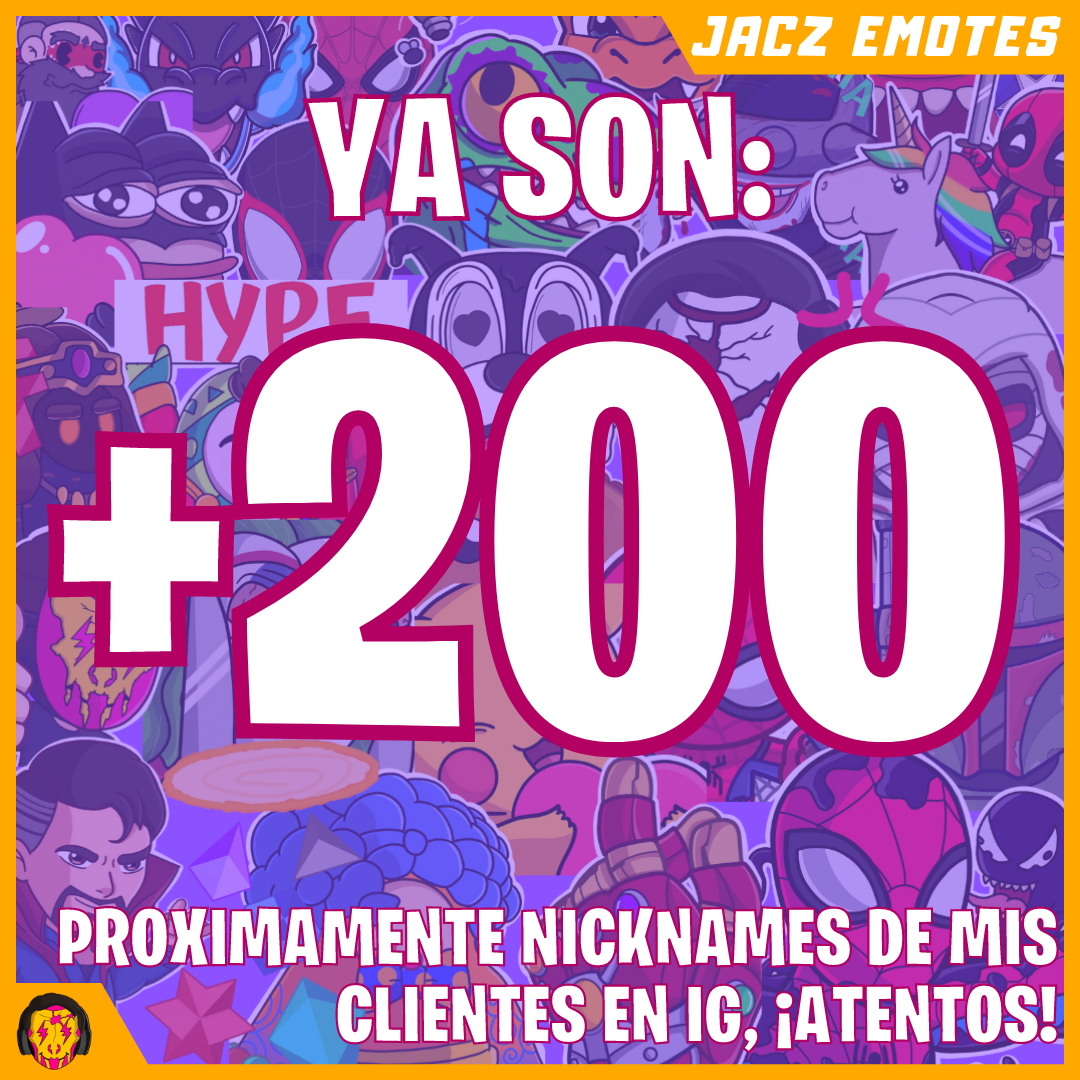 JACZ EMOTES
YA SON:
HYPE
+200
PROXIMAMENTE NICKNAMES DE MIS
CLIENTES EN IG, ¡ATENTOS!